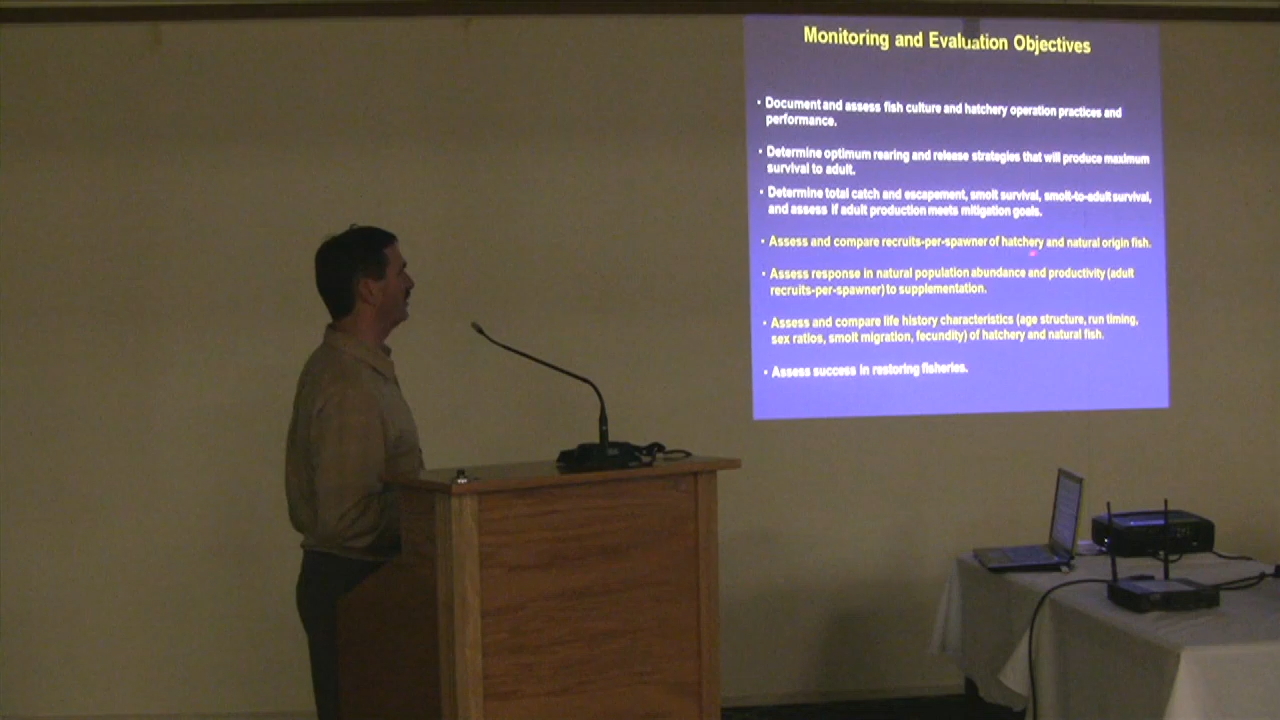 Monitoring and Evaluation Objectives
• Document and assess fish culture and hatchery operation practices and
performance.
• Determine optimum rearing and release strategies that will produce maximum
survival to adult.
• Determine total catch and escapement, smolt survival, smolt-to-adult survival,
and assess if adult production meets mitigation goals.
• Assess and compare recruits-per-spawner of hatchery and natural origin fish.
• Assess response in natural population abundance and productivity (adult
recruits-per-spawner) to supplementation.
• Assess and compare life history characteristics (age structure, run timing,
sex ratios, smolt migration, fecundity) of hatchery and natural fish.
• Assess success in restoring fisheries.